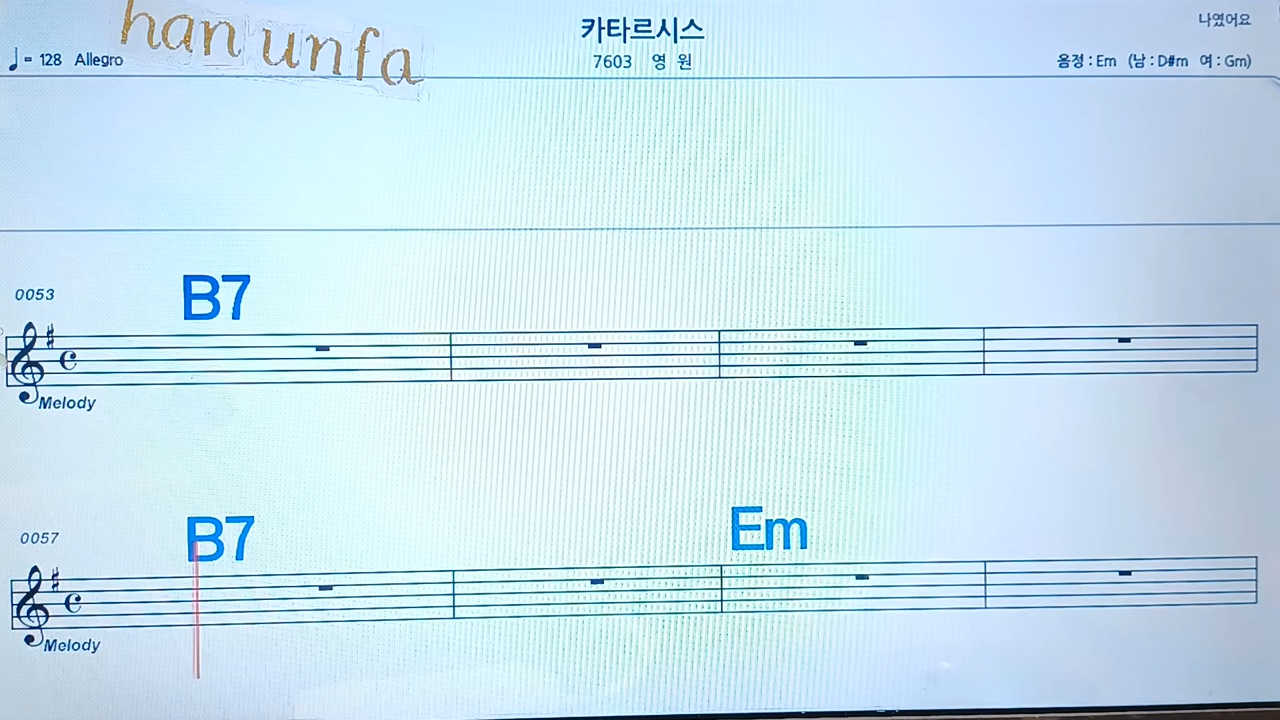 han unfa
카타르시스
나였어요
♩= 128 Allegro
7603 영 원
음정 : Em (남 : D#m 여 : Gm)
0053
B7
Melody
0057
B7 Em
Melody